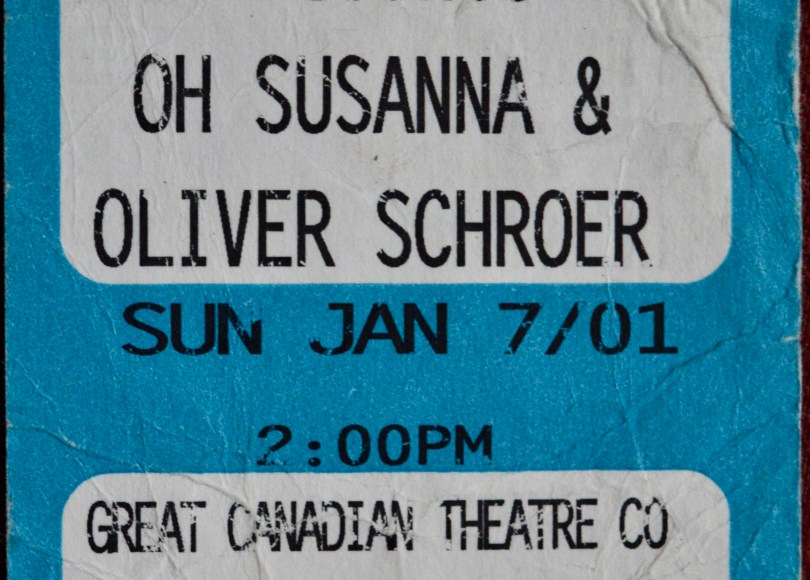 OH SUSANNA &
OLIVER SCHROER
SUN JAN 7/01
2:00PM
GREAT CANADIAN THEATRE CO